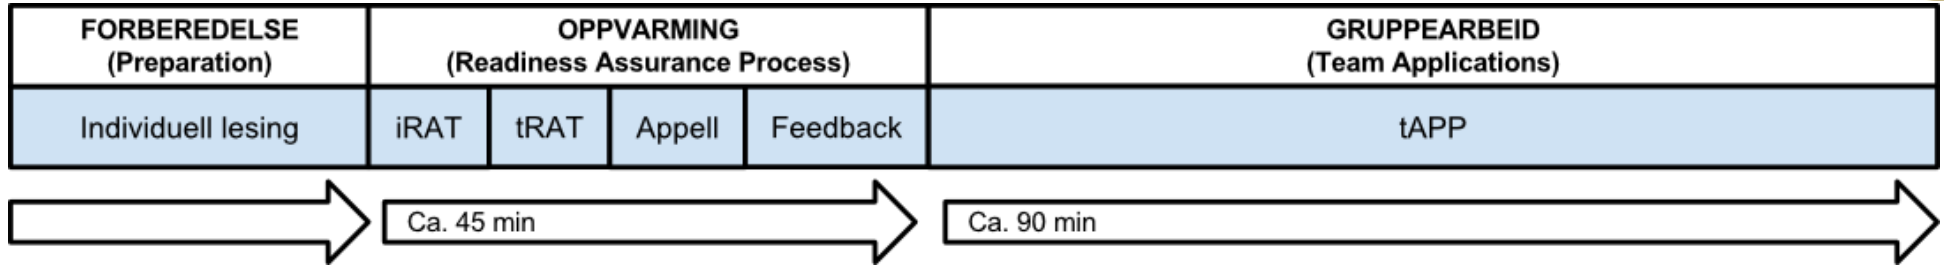 FORBEREDELSE
(Preparation)
OPPVARMING
(Readiness Assurance Process)
GRUPPEARBEID
(Team Applications)
Individuell lesing
iRAT
tRAT
Appell
Feedback
tAPP
Ca. 45 min
Ca. 90 min